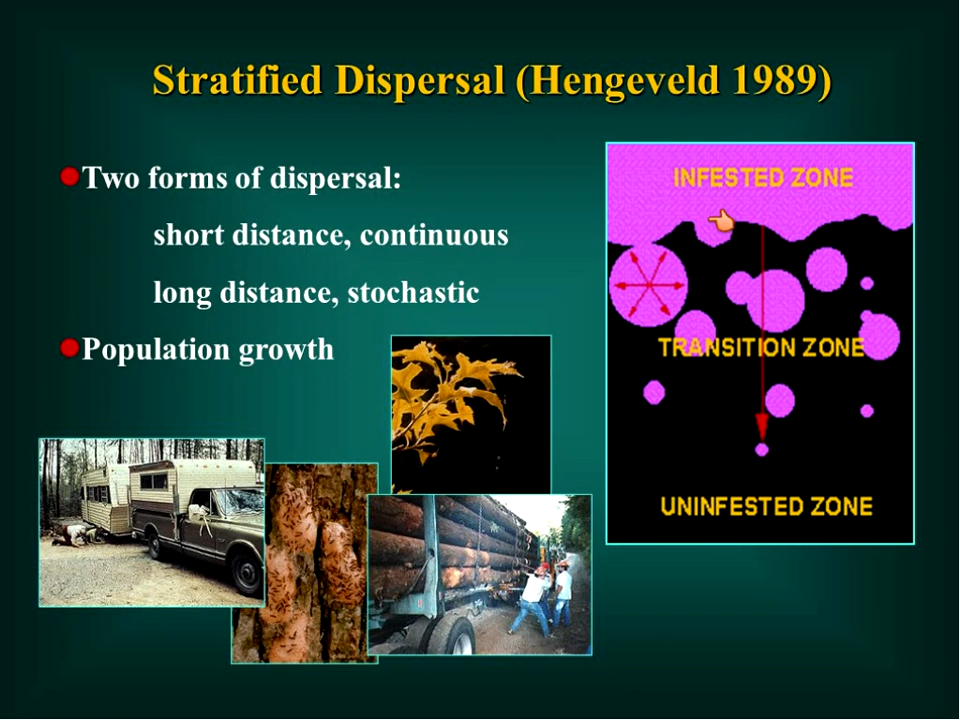 Stratified Dispersal (Hengeveld 1989)
Two forms of dispersal:
short distance, continuous
long distance, stochastic
Population growth
INFESTED ZONE
TRANSITION ZONE
UNINFESTED ZONE